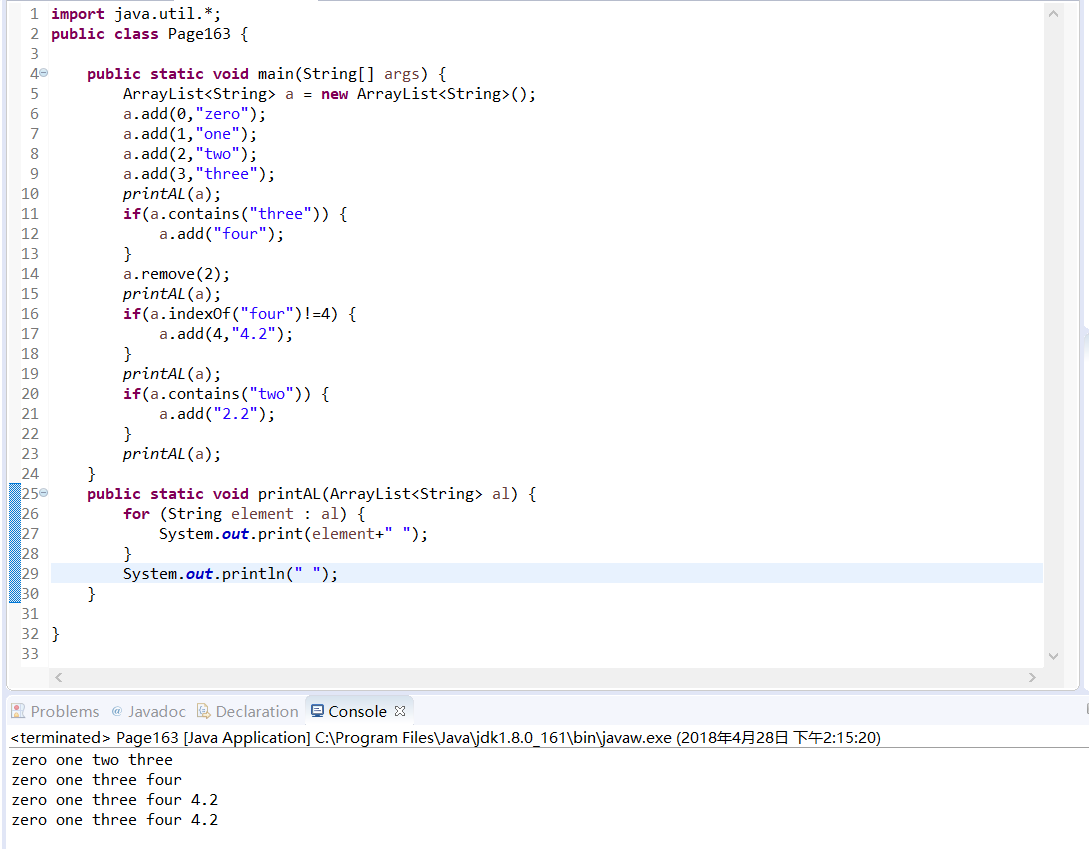 1 import java.util.*;
2 public class Page163 {
3
4     public static void main(String[] args) {
5         ArrayList<String> a = new ArrayList<String>();
6         a.add(0,"zero");
7         a.add(1,"one");
8         a.add(2,"two");
9         a.add(3,"three");
10         printAL(a);
11         if(a.contains("three")) {
12             a.add("four");
13         }
14         a.remove(2);
15         printAL(a);
16         if(a.indexOf("four")!=4) {
17             a.add(4,"4.2");
18         }
19         printAL(a);
20         if(a.contains("two")) {
21             a.add("2.2");
22         }
23         printAL(a);
24     }
25     public static void printAL(ArrayList<String> al) {
26         for (String element : al) {
27             System.out.print(element+" ");
28         }
29         System.out.println(" ");
30     }
31
32 }
33
Problems @ Javadoc Declaration Console
<terminated> Page163 [Java Application] C:\Program Files\Java\jdk1.8.0_161\bin\javaw.exe (2018年4月28日 下午2:15:20)
zero one two three
zero one three four
zero one three four 4.2
zero one three four 4.2